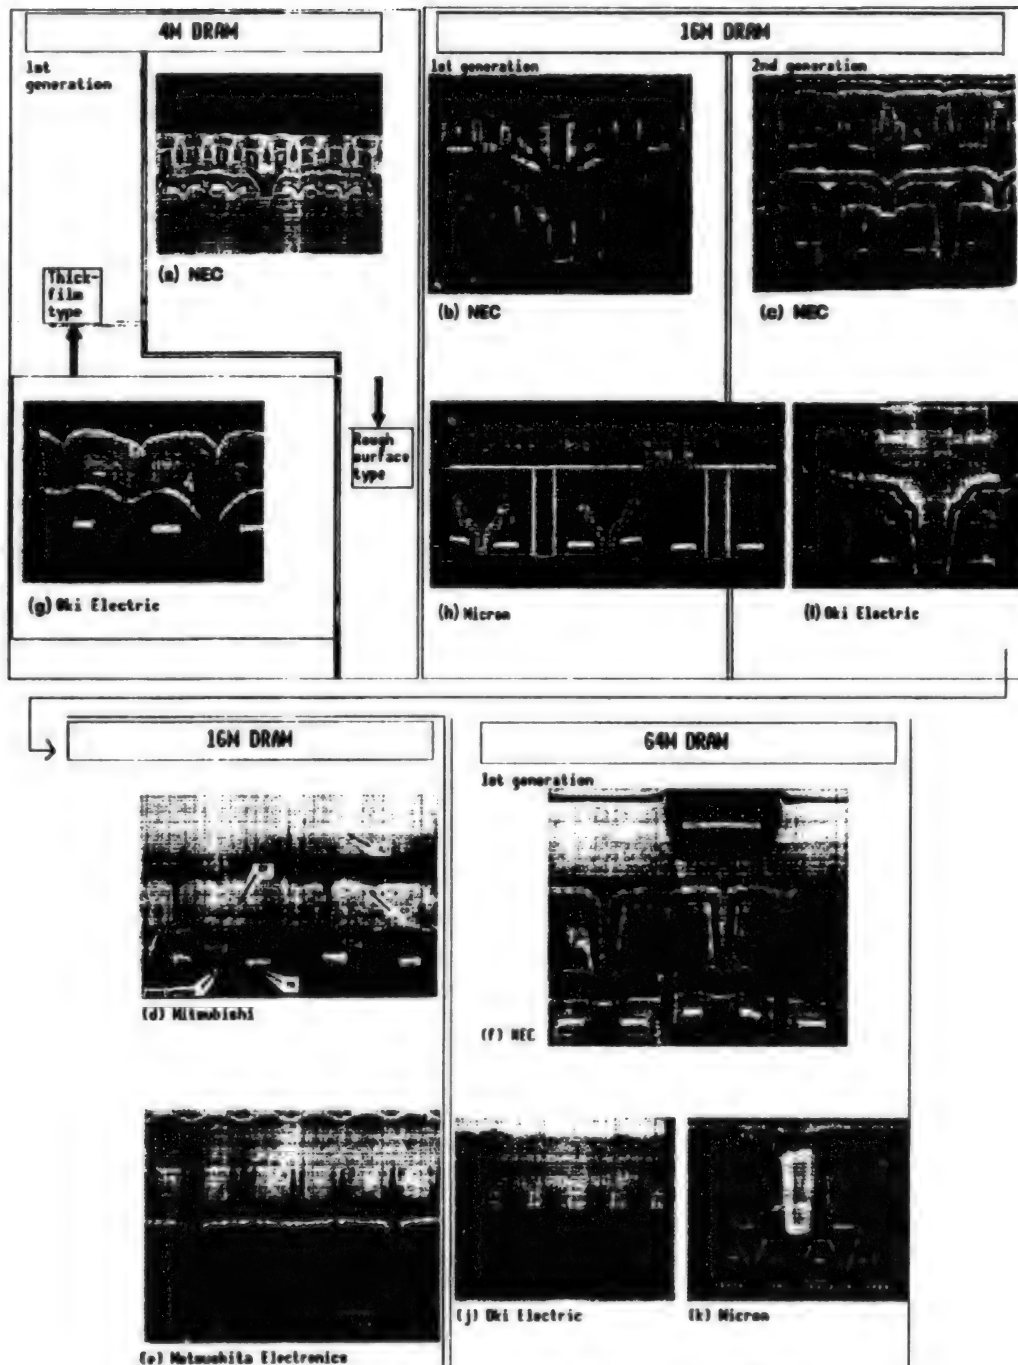 4M DRAM
16M DRAM
1st
generation
1st generation
2nd generation
(a) NEC
(b) NEC
(c) NEC
Thick-
film
type
Rough
surface
type
(g) Oki Electric
(h) Micron
(i) Oki Electric
16M DRAM
64M DRAM
1st generation
(d) Mitsubishi
(f) NEC
(e) Matsushita Electronics
(j) Oki Electric
(k) Micron